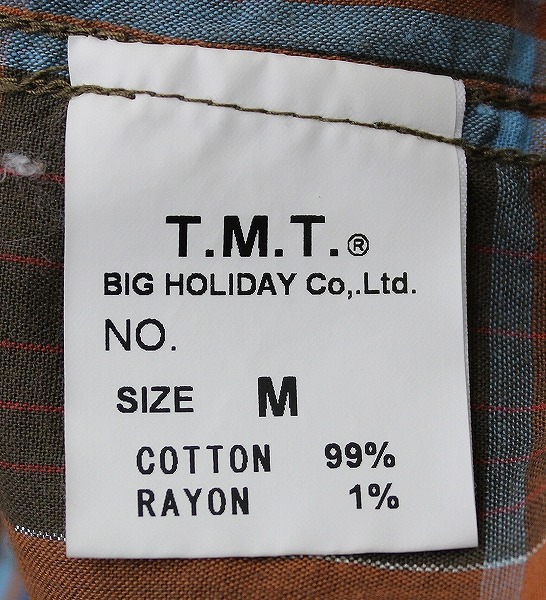 T.M.T.®
BIG HOLIDAY Co,.Ltd.
NO.
SIZE M
COTTON 99%
RAYON 1%